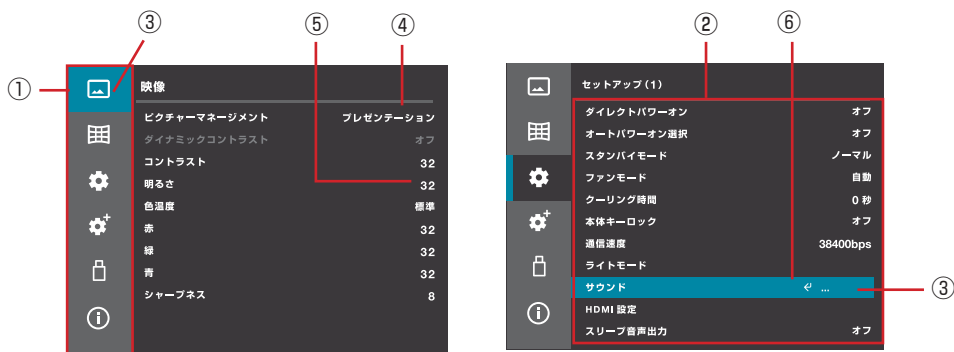 ③ ⑤ ④
①
映像
ピクチャーマネージメント プレゼンテーション
ダイナミックコントラスト オフ
コントラスト 32
明るさ 32
色温度 標準
赤 32
緑 32
青 32
シャープネス 8
② ⑥
セットアップ(1)
ダイレクトパワーオン オフ
オートパワーオン選択 オフ
スタンバイモード ノーマル
ファンモード 自動
クーリング時間 0 秒
本体キーロック オフ
通信速度 38400bps
ライトモード
サウンド ...
③
HDMI 設定
スリープ音声出力 オフ